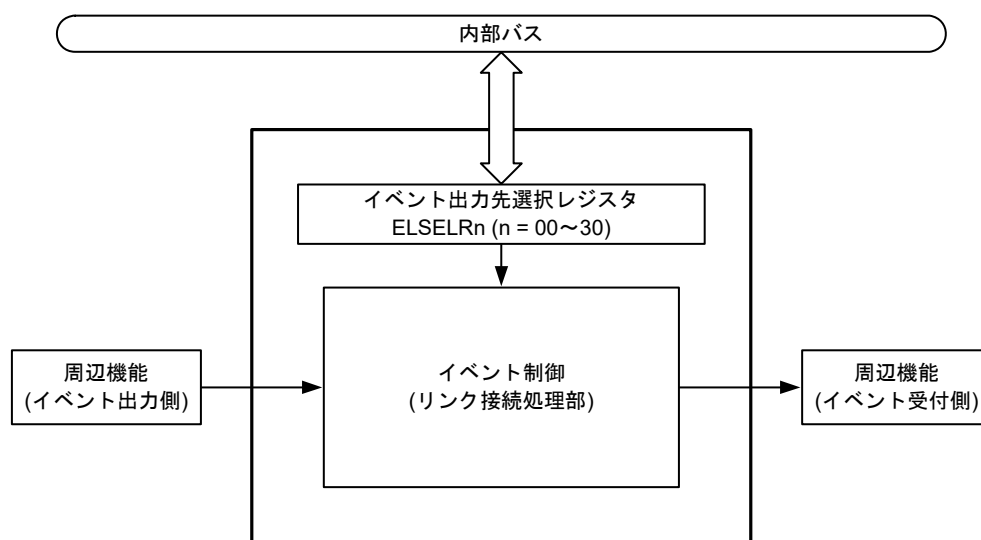 内部バス
イベント出力先選択レジスタ
ELSELRn (n = 00～30)
周辺機能
(イベント出力側)
イベント制御
(リンク接続処理部)
周辺機能
(イベント受付側)